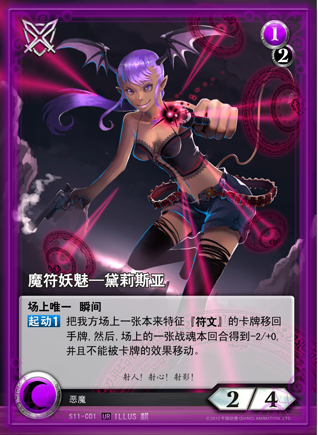 1
2
魔符妖魅—黛莉斯亚
场上唯一 瞬间
起动1 把我方场上一张本来特征『符文』的卡牌移回
手牌,然后,场上的一张战魂本回合得到-2/+0,
并且不能被卡牌的效果移动。
射人！射心！射影！
恶魔
2 / 4
S11-001 UR ILLUS 麒